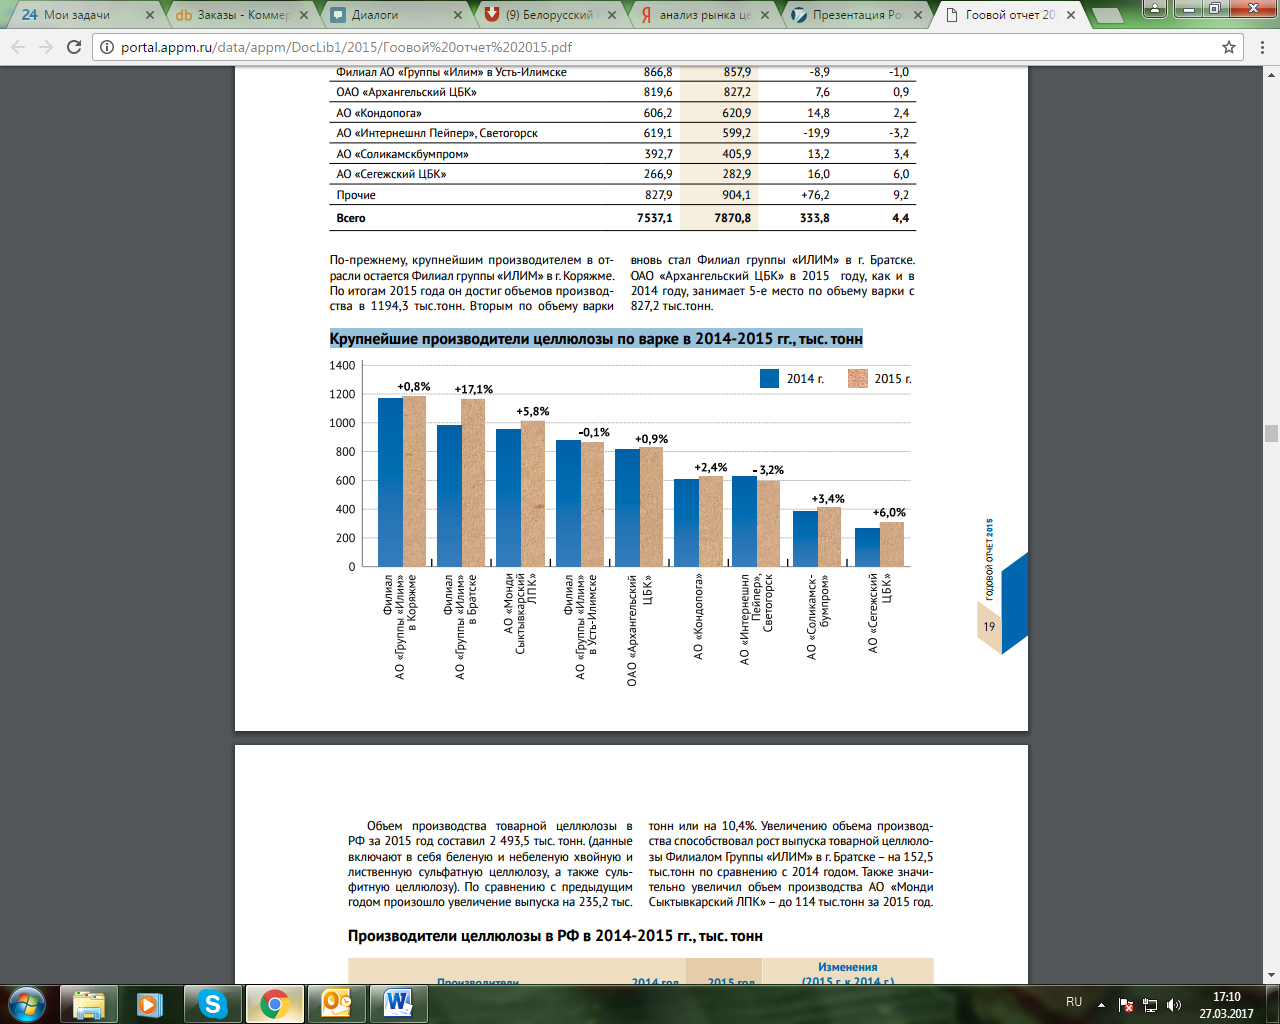 Мои задачи
Заказы - Коммер
Диалоги
(9) Белорусский
анализ рынка це
Презентация Po
Гоовой отчет 20
portal.appm.ru/data/appm/DocLib1/2015/Гоовой%20отчет%202015.pdf
Филиал АО «Группы «Илим» в Усть-Илимске 866,8 857,9 -8,9 -1,0
ОАО «Архангельский ЦБК» 819,6 827,2 7,6 0,9
АО «Кондопога» 606,2 620,9 14,8 2,4
АО «Интернешнл Пейпер», Светогорск 619,1 599,2 -19,9 -3,2
АО «Соликамскбумпром» 392,7 405,9 13,2 3,4
АО «Сегежский ЦБК» 266,9 282,9 16,0 6,0
Прочие 827,9 904,1 +76,2 9,2
Всего 7537,1 7870,8 333,8 4,4
По-прежнему, крупнейшим производителем в от-
расли остается Филиал группы «ИЛИМ» в г. Коряжме.
По итогам 2015 года он достиг объемов производ-
ства в 1194,3 тыс.тонн. Вторым по объему варки
вновь стал Филиал группы «ИЛИМ» в г. Братске.
ОАО «Архангельский ЦБК» в 2015 году, как и в
2014 году, занимает 5-е место по объему варки с
827,2 тыс.тонн.
Крупнейшие производители целлюлозы по варке в 2014-2015 гг., тыс. тонн
1400
1200
1000
800
600
400
200
0
2014 г.
2015 г.
+0,8%
+17,1%
+5,8%
-0,1%
+0,9%
+2,4%
- 3,2%
+3,4%
+6,0%
Филиал
АО «Группы «Илим»
в Коряжме
Филиал
АО «Группы «Илим»
в Братске
АО «Монди
Сыктывкарский
ЛПК»
Филиал
АО «Группы «Илим»
в Усть-Илимске
ОАО «Архангельский
ЦБК»
АО «Кондопога»
АО «Интернешнл
Пейпер»,
Светогорск
АО «Соликамск-
бумпром»
АО «Сегежский
ЦБК»
ГОДОВОЙ ОТЧЕТ 2015
19
Объем производства товарной целлюлозы в
РФ за 2015 год составил 2 493,5 тыс. тонн. (данные
включают в себя беленую и небеленую хвойную и
лиственную сульфатную целлюлозу, а также суль-
фитную целлюлозу). По сравнению с предыдущим
годом произошло увеличение выпуска на 235,2 тыс.
тонн или на 10,4%. Увеличению объема производ-
ства способствовал рост выпуска товарной целлюло-
зы Филиалом Группы «ИЛИМ» в г. Братске – на 152,5
тыс.тонн по сравнению с 2014 годом. Также значи-
тельно увеличил объем производства АО «Монди
Сыктывкарский ЛПК» – до 114 тыс.тонн за 2015 год.
Производители целлюлозы в РФ в 2014-2015 гг., тыс. тонн
Изменения
Производители 2014 год 2015 год (2015 г. к 2014 г.)
RU
17:10
27.03.2017